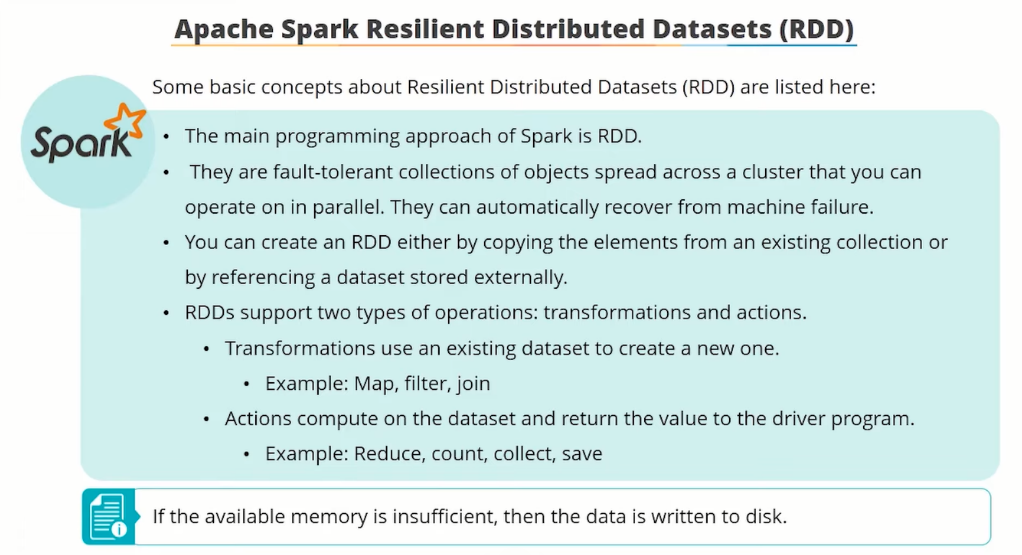 Apache Spark Resilient Distributed Datasets (RDD)
Some basic concepts about Resilient Distributed Datasets (RDD) are listed here:
Spark
• The main programming approach of Spark is RDD.
• They are fault-tolerant collections of objects spread across a cluster that you can
operate on in parallel. They can automatically recover from machine failure.
• You can create an RDD either by copying the elements from an existing collection or
by referencing a dataset stored externally.
• RDDs support two types of operations: transformations and actions.
• Transformations use an existing dataset to create a new one.
• Example: Map, filter, join
• Actions compute on the dataset and return the value to the driver program.
• Example: Reduce, count, collect, save
If the available memory is insufficient, then the data is written to disk.